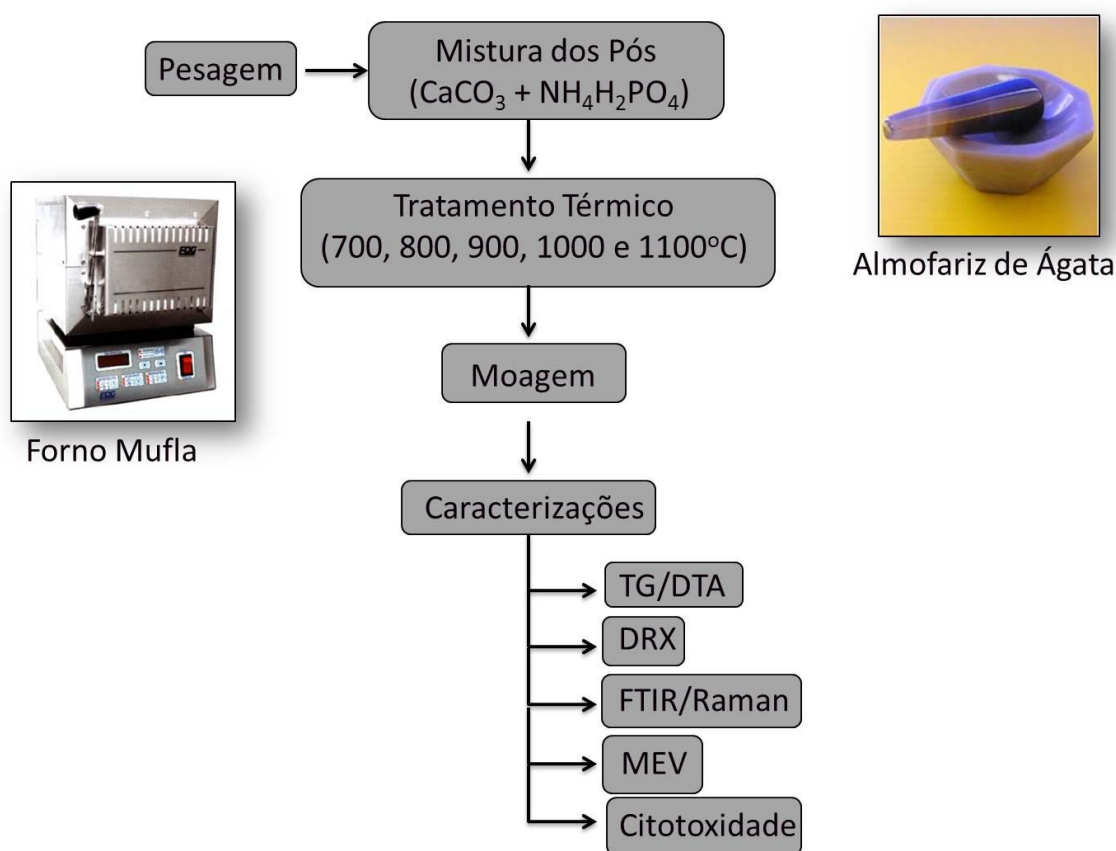 Pesagem
Mistura dos Pós
(CaCO₃ + NH₄H₂PO₄)
Tratamento Térmico
(700, 800, 900, 1000 e 1100ºC)
Almofariz de Ágata
Moagem
Forno Mufla
Caracterizações
TG/DTA
DRX
FTIR/Raman
MEV
Citotoxidade